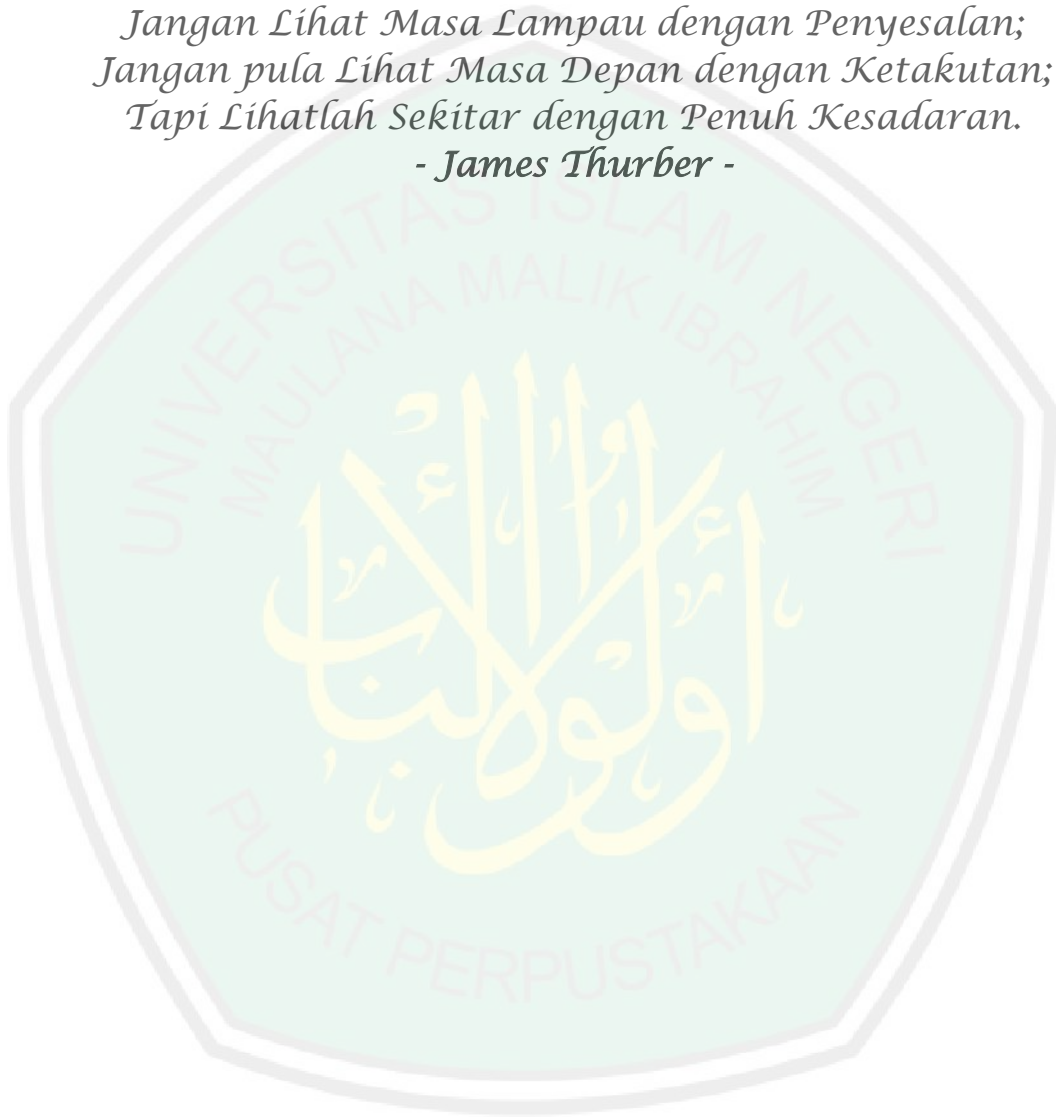 Jangan Lihat Masa Lampau dengan Penyesalan;
Jangan pula Lihat Masa Depan dengan Ketakutan;
Tapi Lihatlah Sekitar dengan Penuh Kesadaran.
- James Thurber -
UNIVERSITAS ISLAM NEGERI
MAULANA MALIK IBRAHIM
أولوا الألباب
PUSAT PERPUSTAKAAN